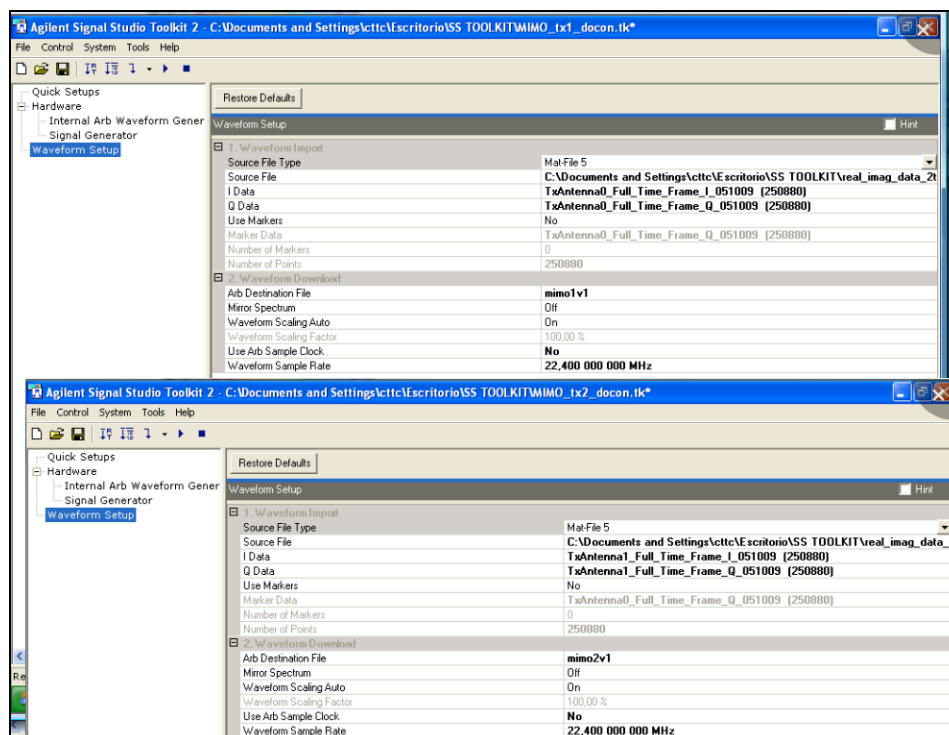 Agilent Signal Studio Toolkit 2 - C:\Documents and Settings\cttc\Escritorio\SS TOOLKIT\MIMO_tx1_docon.tk*
File Control System Tools Help
Quick Setups
Hardware
Internal Arb Waveform Gener
Signal Generator
Waveform Setup
Restore Defaults
Waveform Setup Hint
1. Waveform Import
Source File Type Mat-File 5
Source File C:\Documents and Settings\cttc\Escritorio\SS TOOLKIT\real_imag_data_2t
I Data TxAntenna0_Full_Time_Frame_I_051009 (250880)
Q Data TxAntenna0_Full_Time_Frame_Q_051009 (250880)
Use Markers No
Marker Data TxAntenna0_Full_Time_Frame_Q_051009 (250880)
Number of Markers 0
Number of Points 250880
2. Waveform Download
Arb Destination File mimo1v1
Mirror Spectrum Off
Waveform Scaling Auto On
Waveform Scaling Factor 100,00 %
Use Arb Sample Clock No
Waveform Sample Rate 22,400 000 000 MHz
Agilent Signal Studio Toolkit 2 - C:\Documents and Settings\cttc\Escritorio\SS TOOLKIT\MIMO_tx2_docon.tk*
File Control System Tools Help
Quick Setups
Hardware
Internal Arb Waveform Gener
Signal Generator
Waveform Setup
Restore Defaults
Waveform Setup Hint
1. Waveform Import
Source File Type Mat-File 5
Source File C:\Documents and Settings\cttc\Escritorio\SS TOOLKIT\real_imag_data_
I Data TxAntenna1_Full_Time_Frame_I_051009 (250880)
Q Data TxAntenna1_Full_Time_Frame_Q_051009 (250880)
Use Markers No
Marker Data TxAntenna0_Full_Time_Frame_Q_051009 (250880)
Number of Markers 0
Number of Points 250880
2. Waveform Download
Arb Destination File mimo2v1
Mirror Spectrum Off
Waveform Scaling Auto On
Waveform Scaling Factor 100,00 %
Use Arb Sample Clock No
Waveform Sample Rate 22,400 000 000 MHz
Re